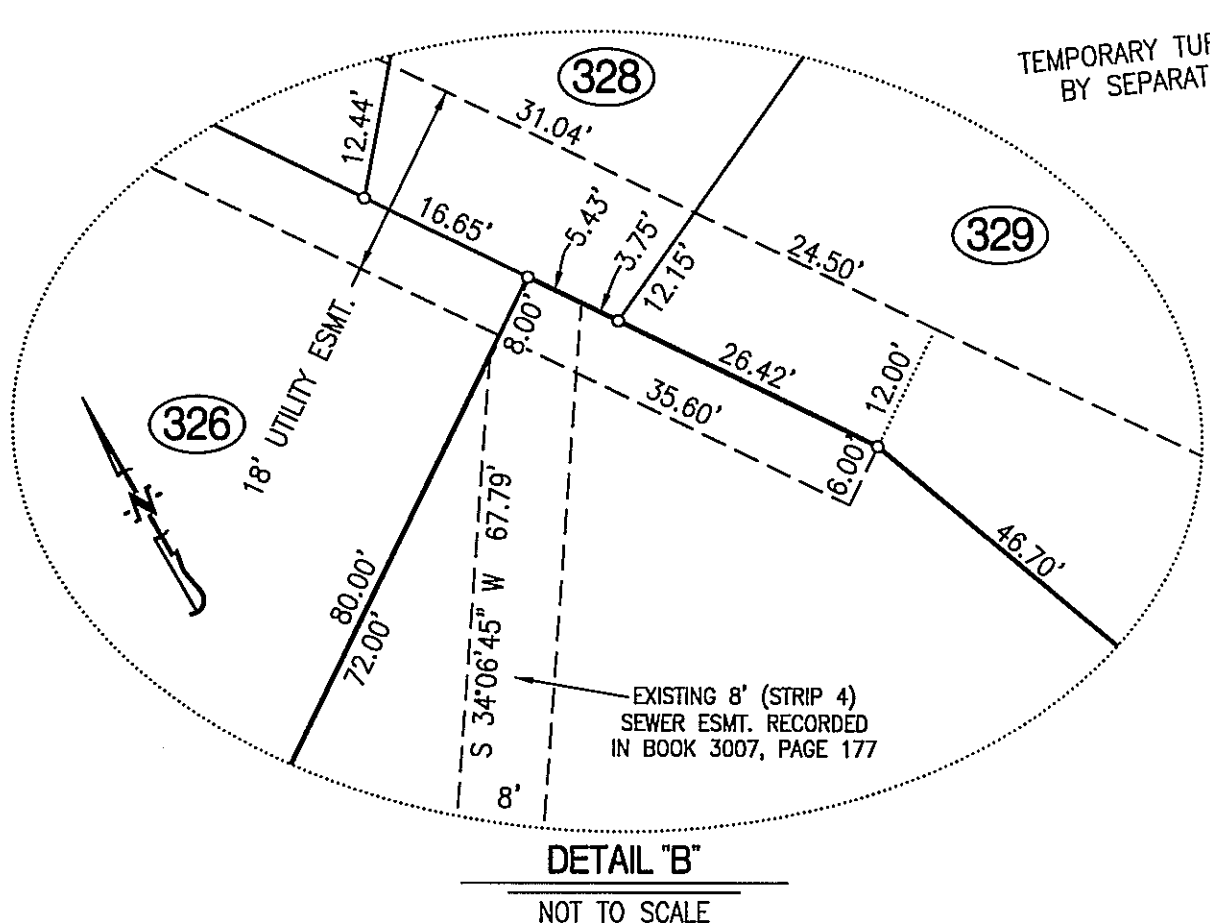 TEMPORARY
BY
328
12.44'
31.04'
16.65'
5.43'
3.75'
12.15'
329
24.50'
18' UTILITY ESMT.
8.00'
26.42'
12.00'
35.60'
6.00'
326
N
46.70'
80.00'
72.00'
S 34°06'45" W 67.79'
EXISTING 8' (STRIP 4)
SEWER ESMT. RECORDED
IN BOOK 3007, PAGE 177
8'
DETAIL "B"
NOT TO SCALE